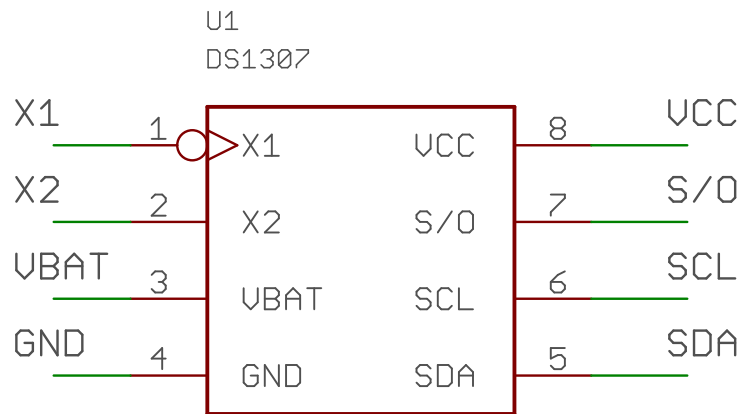 U1
DS1307
X1 1 X1 VCC 8 VCC
X2 2 X2 S/O 7 S/O
VBAT 3 VBAT SCL 6 SCL
GND 4 GND SDA 5 SDA